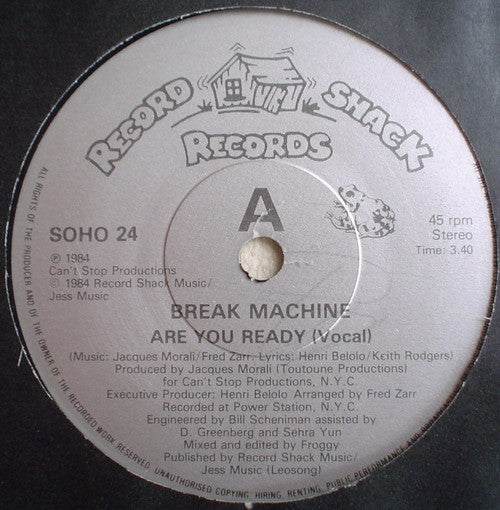 RECORD SHACK
RECORDS
A
SOHO 24
45 rpm
Stereo
Time: 3.40
℗ 1984
Can't Stop Productions
© 1984 Record Shack Music/
Jess Music
BREAK MACHINE
ARE YOU READY (Vocal)
(Music: Jacques Morali/Fred Zarr. Lyrics: Henri Belolo/Keith Rodgers)
Produced by Jacques Morali (Toutoune Productions)
for Can't Stop Productions, N.Y.C.
Executive Producer: Henri Belolo Arranged by Fred Zarr
Recorded at Power Station, N.Y.C.
Engineered by Bill Scheniman assisted by
D. Greenberg and Sehra Yun
Mixed and edited by Froggy
Published by Record Shack Music/
Jess Music (Leosong)
ALL RIGHTS OF THE PRODUCER AND OF THE OWNER OF THE RECORDED WORK RESERVED. UNAUTHORISED COPYING, HIRING, RENTING, PUBLIC PERFORMANCE AND